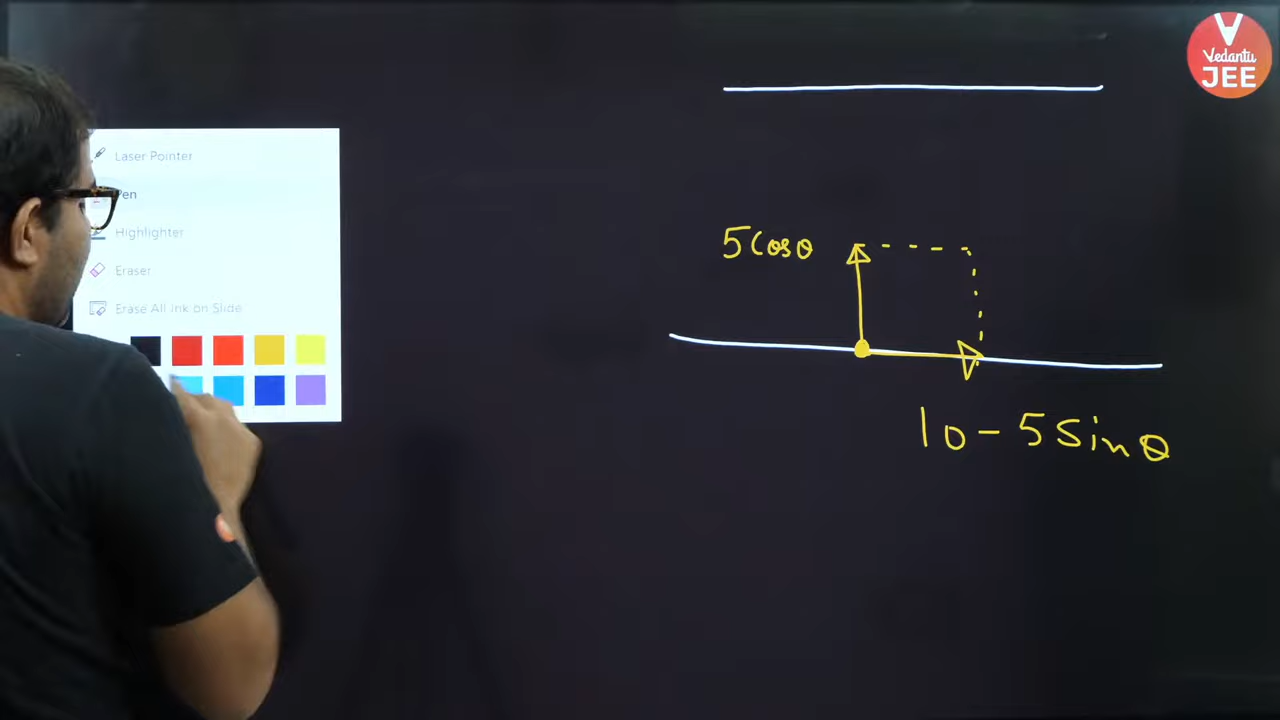 Vedantu
JEE
Laser Pointer
Pen
Highlighter
Eraser
Erase All Ink on Slide
5Cosθ
10-5Sinθ